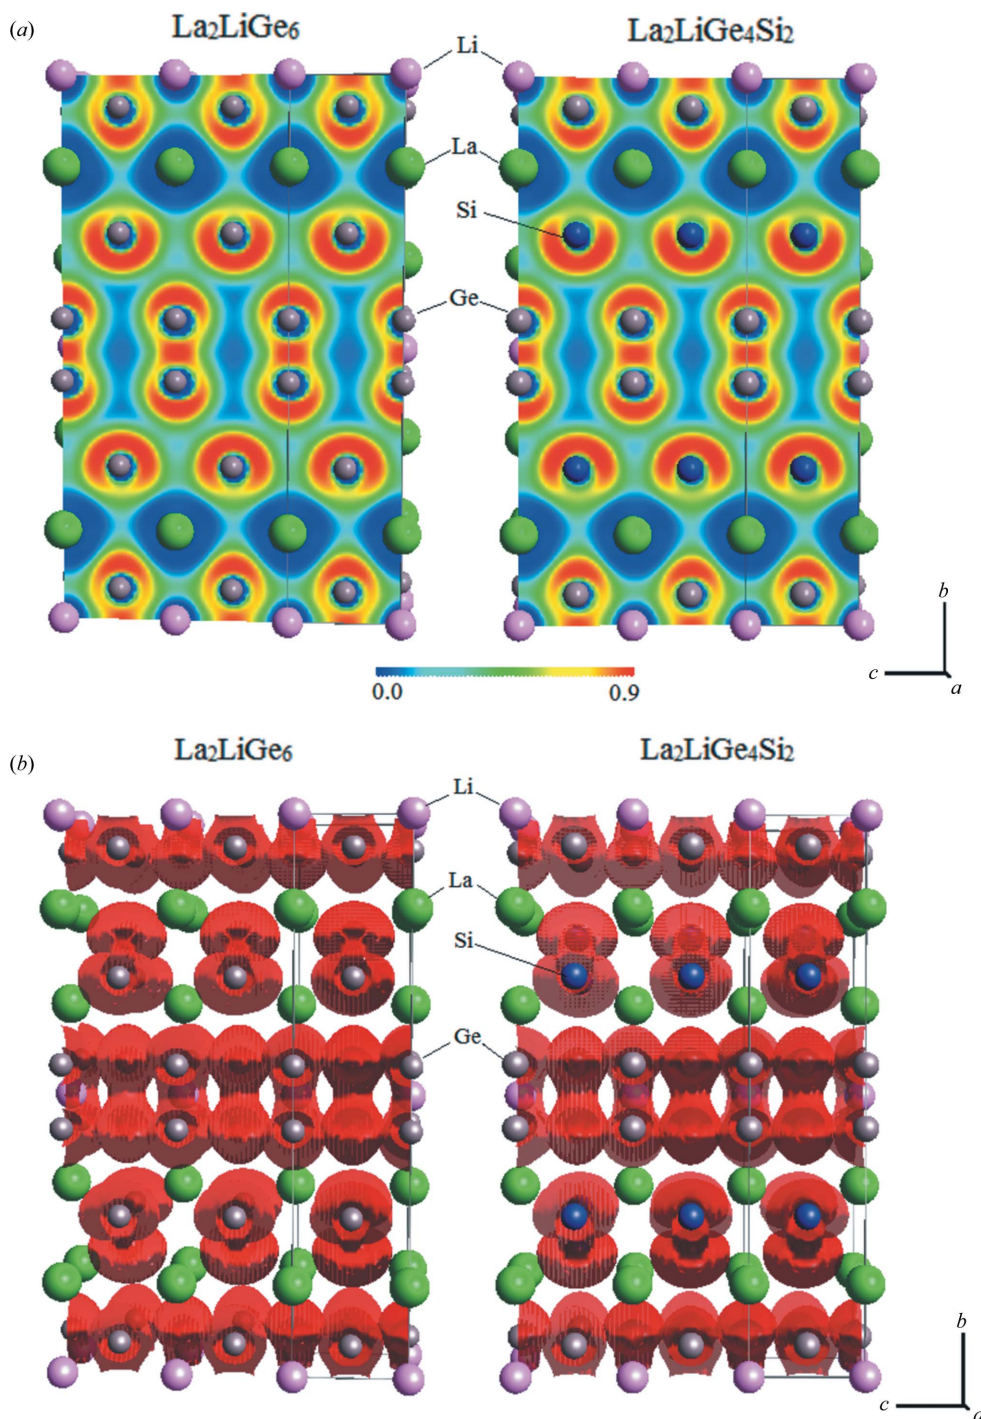 (a)
La₂LiGe₆
La₂LiGe₄Si₂
Li
La
Si
Ge
b
c
a
0.0
0.9
(b)
La₂LiGe₆
La₂LiGe₄Si₂
Li
La
Si
Ge
b
c
a